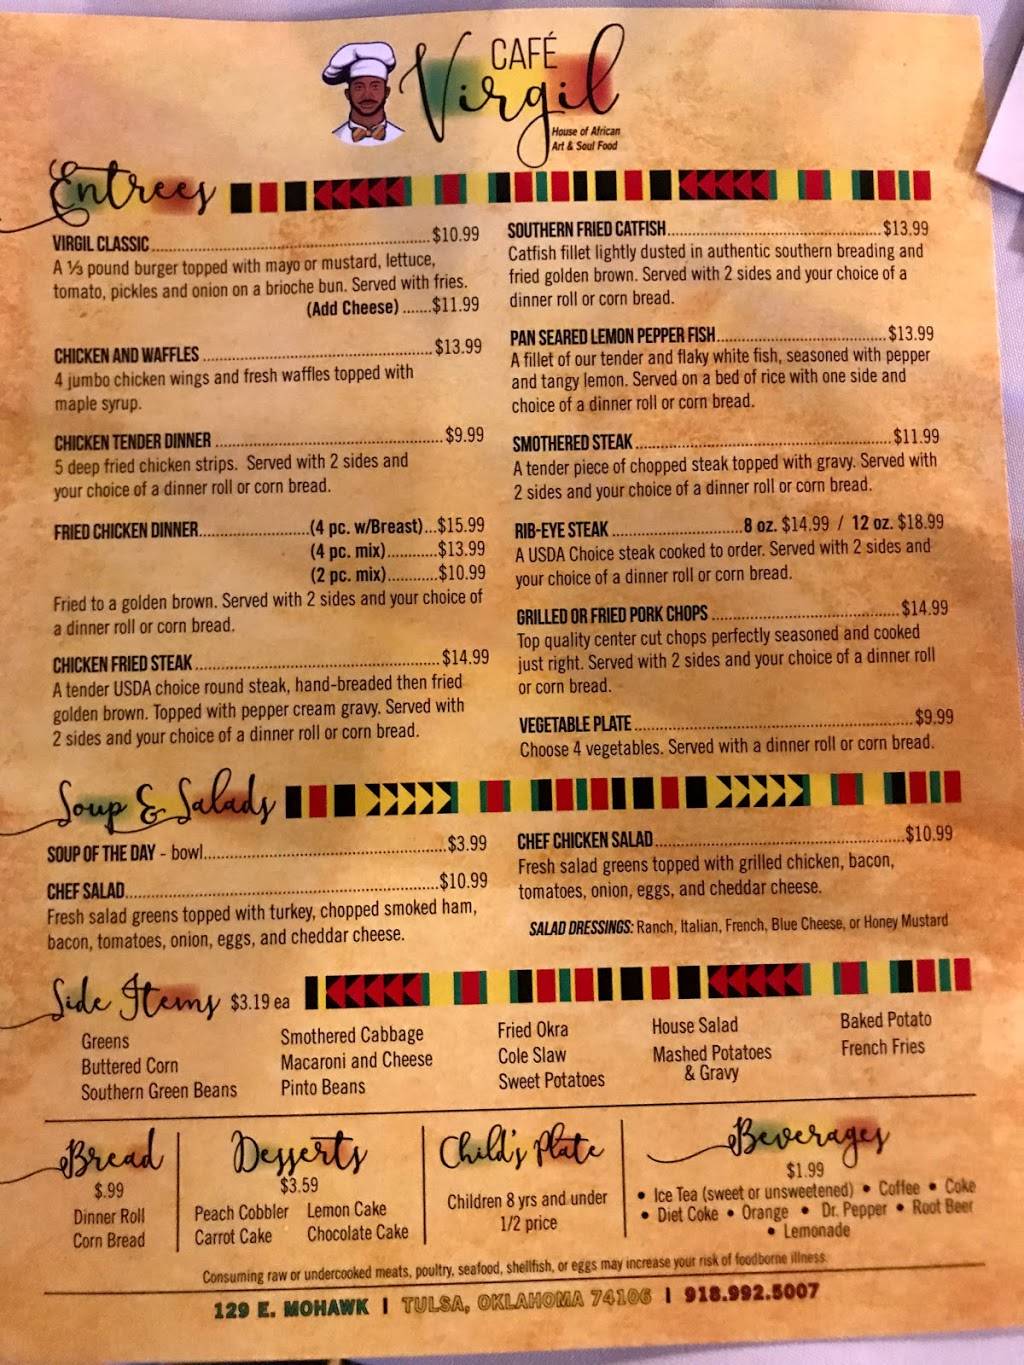 CAFÉ
Virgil
House of African
Art & Soul Food
Entrees
VIRGIL CLASSIC ........ $10.99
A ⅓ pound burger topped with mayo or mustard, lettuce,
tomato, pickles and onion on a brioche bun. Served with fries.
(Add Cheese) .......$11.99
CHICKEN AND WAFFLES ........ $13.99
4 jumbo chicken wings and fresh waffles topped with
maple syrup.
CHICKEN TENDER DINNER ........ $9.99
5 deep fried chicken strips. Served with 2 sides and
your choice of a dinner roll or corn bread.
FRIED CHICKEN DINNER........(4 pc. w/Breast)...$15.99
(4 pc. mix)............$13.99
(2 pc. mix)............$10.99
Fried to a golden brown. Served with 2 sides and your choice of
a dinner roll or corn bread.
CHICKEN FRIED STEAK ........ $14.99
A tender USDA choice round steak, hand-breaded then fried
golden brown. Topped with pepper cream gravy. Served with
2 sides and your choice of a dinner roll or corn bread.
SOUTHERN FRIED CATFISH........ $13.99
Catfish fillet lightly dusted in authentic southern breading and
fried golden brown. Served with 2 sides and your choice of a
dinner roll or corn bread.
PAN SEARED LEMON PEPPER FISH........ $13.99
A fillet of our tender and flaky white fish, seasoned with pepper
and tangy lemon. Served on a bed of rice with one side and
choice of a dinner roll or corn bread.
SMOTHERED STEAK ........ $11.99
A tender piece of chopped steak topped with gravy. Served with
2 sides and your choice of a dinner roll or corn bread.
RIB-EYE STEAK ........ 8 oz. $14.99 / 12 oz. $18.99
A USDA Choice steak cooked to order. Served with 2 sides and
your choice of a dinner roll or corn bread.
GRILLED OR FRIED PORK CHOPS ........ $14.99
Top quality center cut chops perfectly seasoned and cooked
just right. Served with 2 sides and your choice of a dinner roll
or corn bread.
VEGETABLE PLATE ........ $9.99
Choose 4 vegetables. Served with a dinner roll or corn bread.
Soup & Salads
SOUP OF THE DAY - bowl........ $3.99
CHEF SALAD........ $10.99
Fresh salad greens topped with turkey, chopped smoked ham,
bacon, tomatoes, onion, eggs, and cheddar cheese.
CHEF CHICKEN SALAD........ $10.99
Fresh salad greens topped with grilled chicken, bacon,
tomatoes, onion, eggs, and cheddar cheese.
SALAD DRESSINGS: Ranch, Italian, French, Blue Cheese, or Honey Mustard
Side Items $3.19 ea
Greens
Buttered Corn
Southern Green Beans
Smothered Cabbage
Macaroni and Cheese
Pinto Beans
Fried Okra
Cole Slaw
Sweet Potatoes
House Salad
Mashed Potatoes
& Gravy
Baked Potato
French Fries
Bread
$.99
Dinner Roll
Corn Bread
Desserts
$3.59
Peach Cobbler Lemon Cake
Carrot Cake Chocolate Cake
Child's Plate
Children 8 yrs and under
1/2 price
Beverages
$1.99
• Ice Tea (sweet or unsweetened) • Coffee • Coke
• Diet Coke • Orange • Dr. Pepper • Root Beer
• Lemonade
Consuming raw or undercooked meats, poultry, seafood, shellfish, or eggs may increase your risk of foodborne illness.
129 E. MOHAWK | TULSA, OKLAHOMA 74106 | 918.992.5007